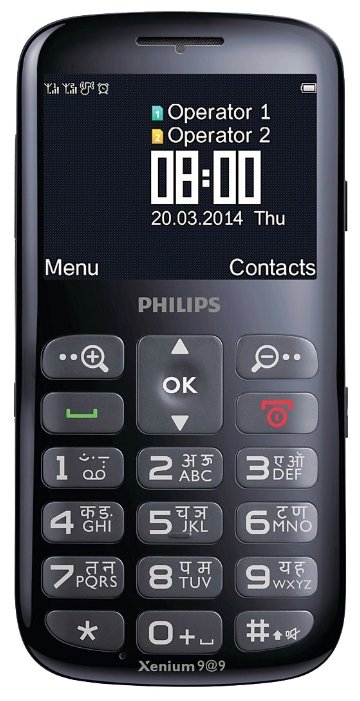 Operator 1
Operator 2
08:00
20.03.2014 Thu
Menu
Contacts
PHILIPS
OK
1
2 अ ऊ ABC
3 ए ऑ DEF
4 क ङ GHI
5 च ञ JKL
6 ट ण MNO
7 त न PQRS
8 प म TUV
9 य ह WXYZ
*
0 +
#
Xenium 9@9